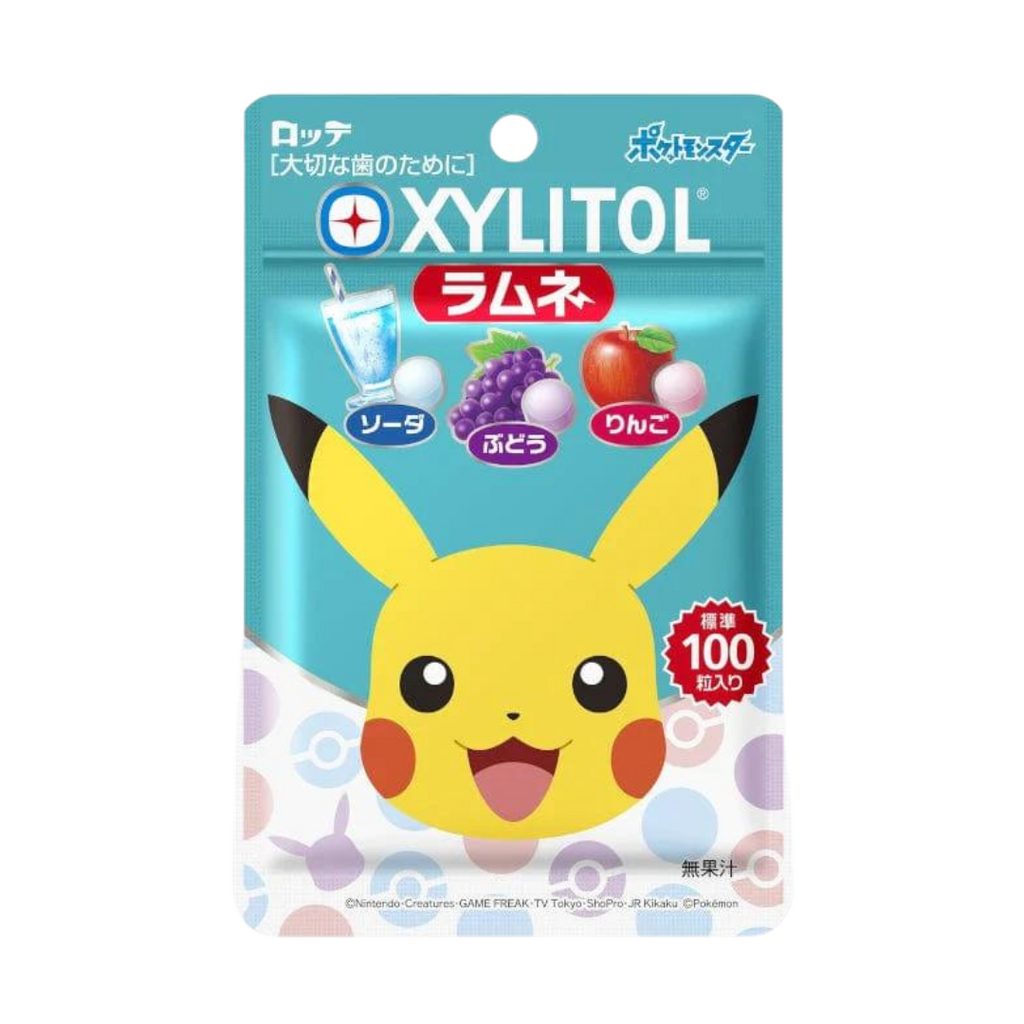 ロッテ
[大切な歯のために]
ポケットモンスター
XYLITOL®
ラムネ
ソーダ
ぶどう
りんご
標準
100
粒入り
無果汁
©Nintendo･Creatures･GAME FREAK･TV Tokyo･ShoPro･JR Kikaku ©Pokémon